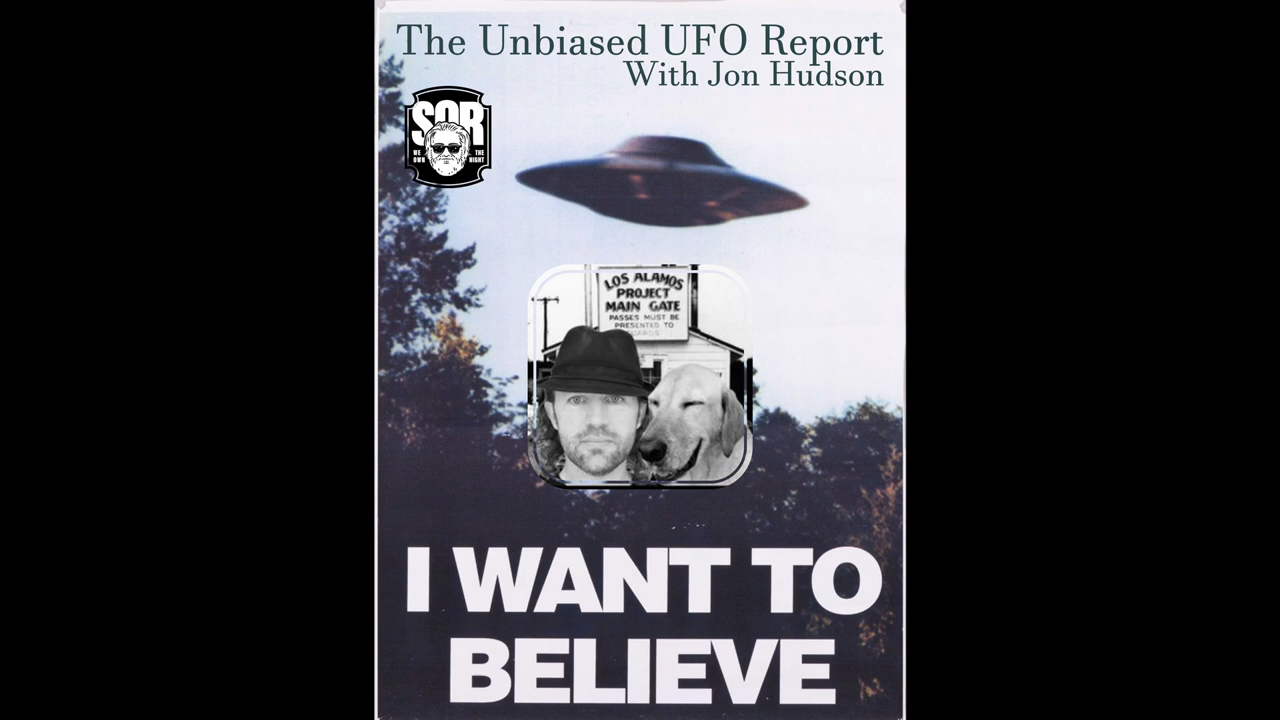 The Unbiased UFO Report
With Jon Hudson
SOR
WE OWN THE NIGHT
LOS ALAMOS
PROJECT
MAIN GATE
PASSES MUST BE
PRESENTED TO
GUARDS
I WANT TO
BELIEVE